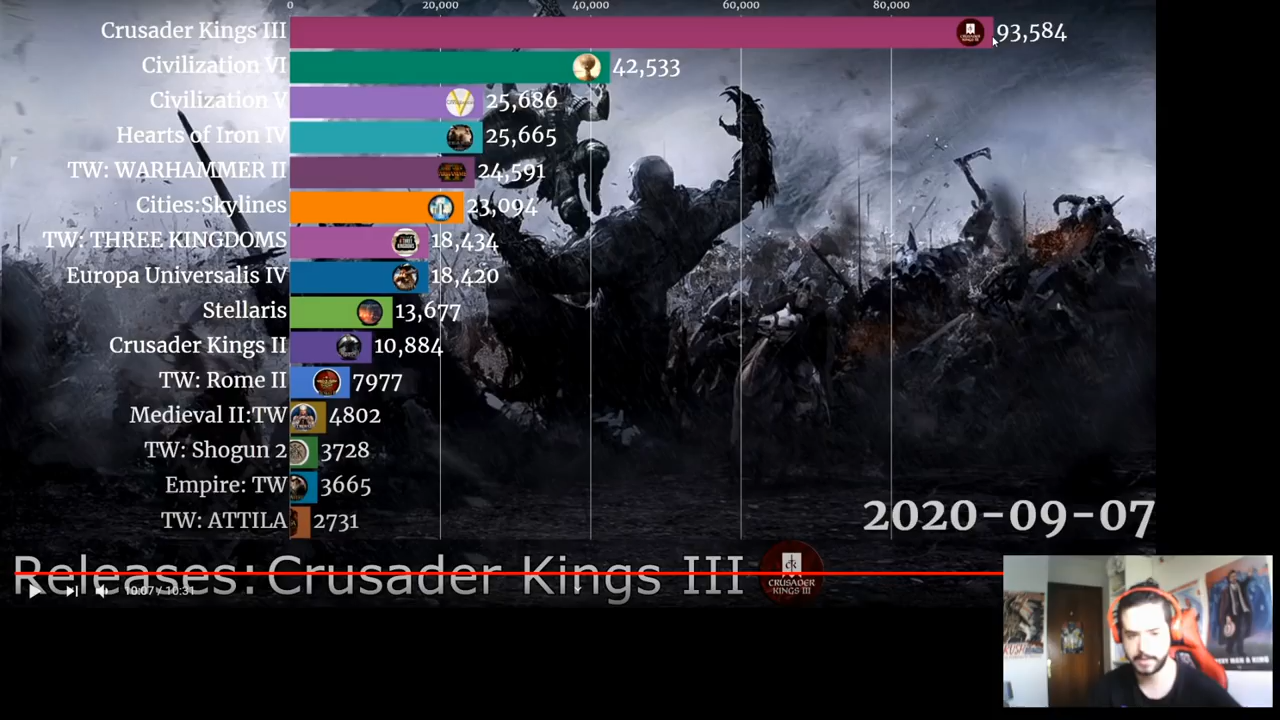 0 20,000 40,000 60,000 80,000
Crusader Kings III 93,584
Civilization VI 42,533
Civilization V 25,686
Hearts of Iron IV 25,665
TW: WARHAMMER II 24,591
Cities:Skylines 23,094
TW: THREE KINGDOMS 18,434
Europa Universalis IV 18,420
Stellaris 13,677
Crusader Kings II 10,884
TW: Rome II 7977
Medieval II:TW 4802
TW: Shogun 2 3728
Empire: TW 3665
TW: ATTILA 2731
2020-09-07
Releases: Crusader Kings III
CRUSADER
KINGS III
10:07 / 10:31